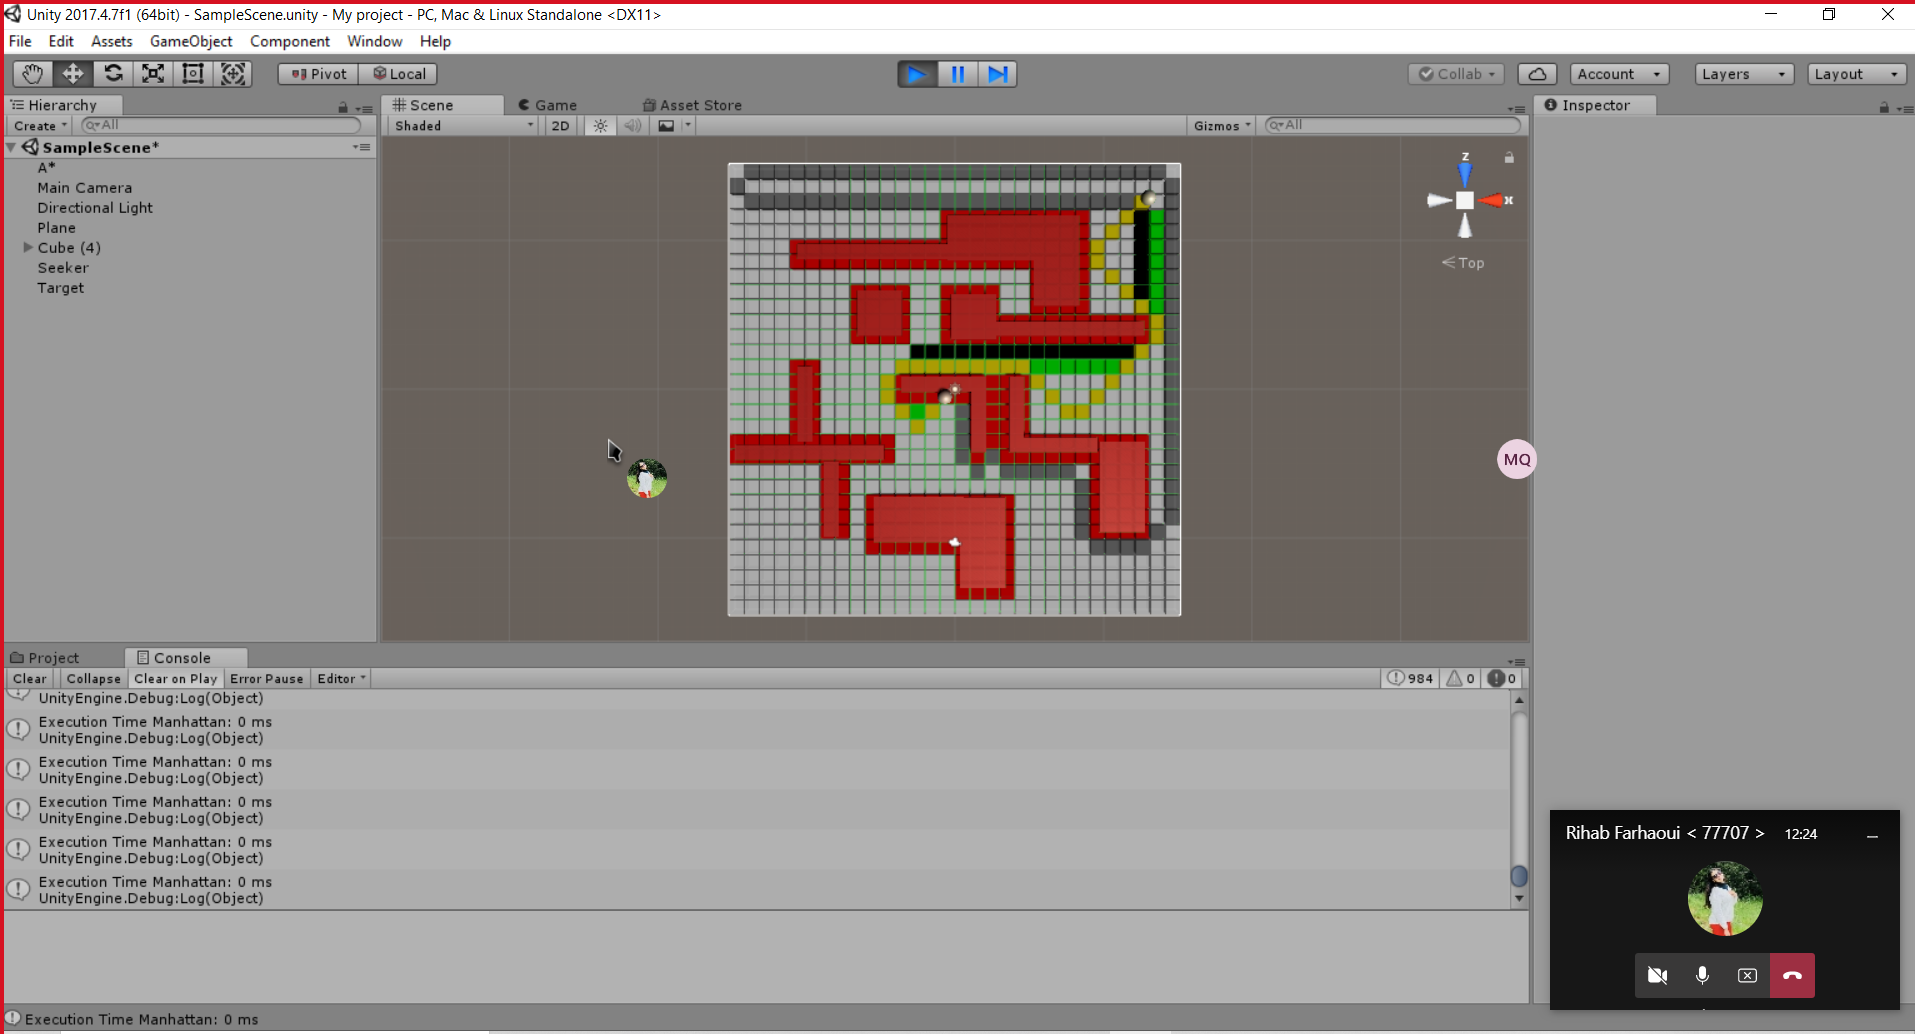 Unity 2017.4.7f1 (64bit) - SampleScene.unity - My project - PC, Mac & Linux Standalone <DX11>
File Edit Assets GameObject Component Window Help
Pivot Local Collab Account Layers Layout
Hierarchy Scene Game Asset Store Inspector
Create All Shaded 2D Gizmos All
SampleScene*
A*
Main Camera
Directional Light
Plane
Cube (4)
Seeker
Target
z
x
Top
MQ
Project Console
Clear Collapse Clear on Play Error Pause Editor 984 0 0
UnityEngine.Debug:Log(Object)
Execution Time Manhattan: 0 ms
UnityEngine.Debug:Log(Object)
Execution Time Manhattan: 0 ms
UnityEngine.Debug:Log(Object)
Execution Time Manhattan: 0 ms
UnityEngine.Debug:Log(Object)
Execution Time Manhattan: 0 ms
UnityEngine.Debug:Log(Object)
Execution Time Manhattan: 0 ms
UnityEngine.Debug:Log(Object)
Rihab Farhaoui < 77707 > 12:24
Execution Time Manhattan: 0 ms